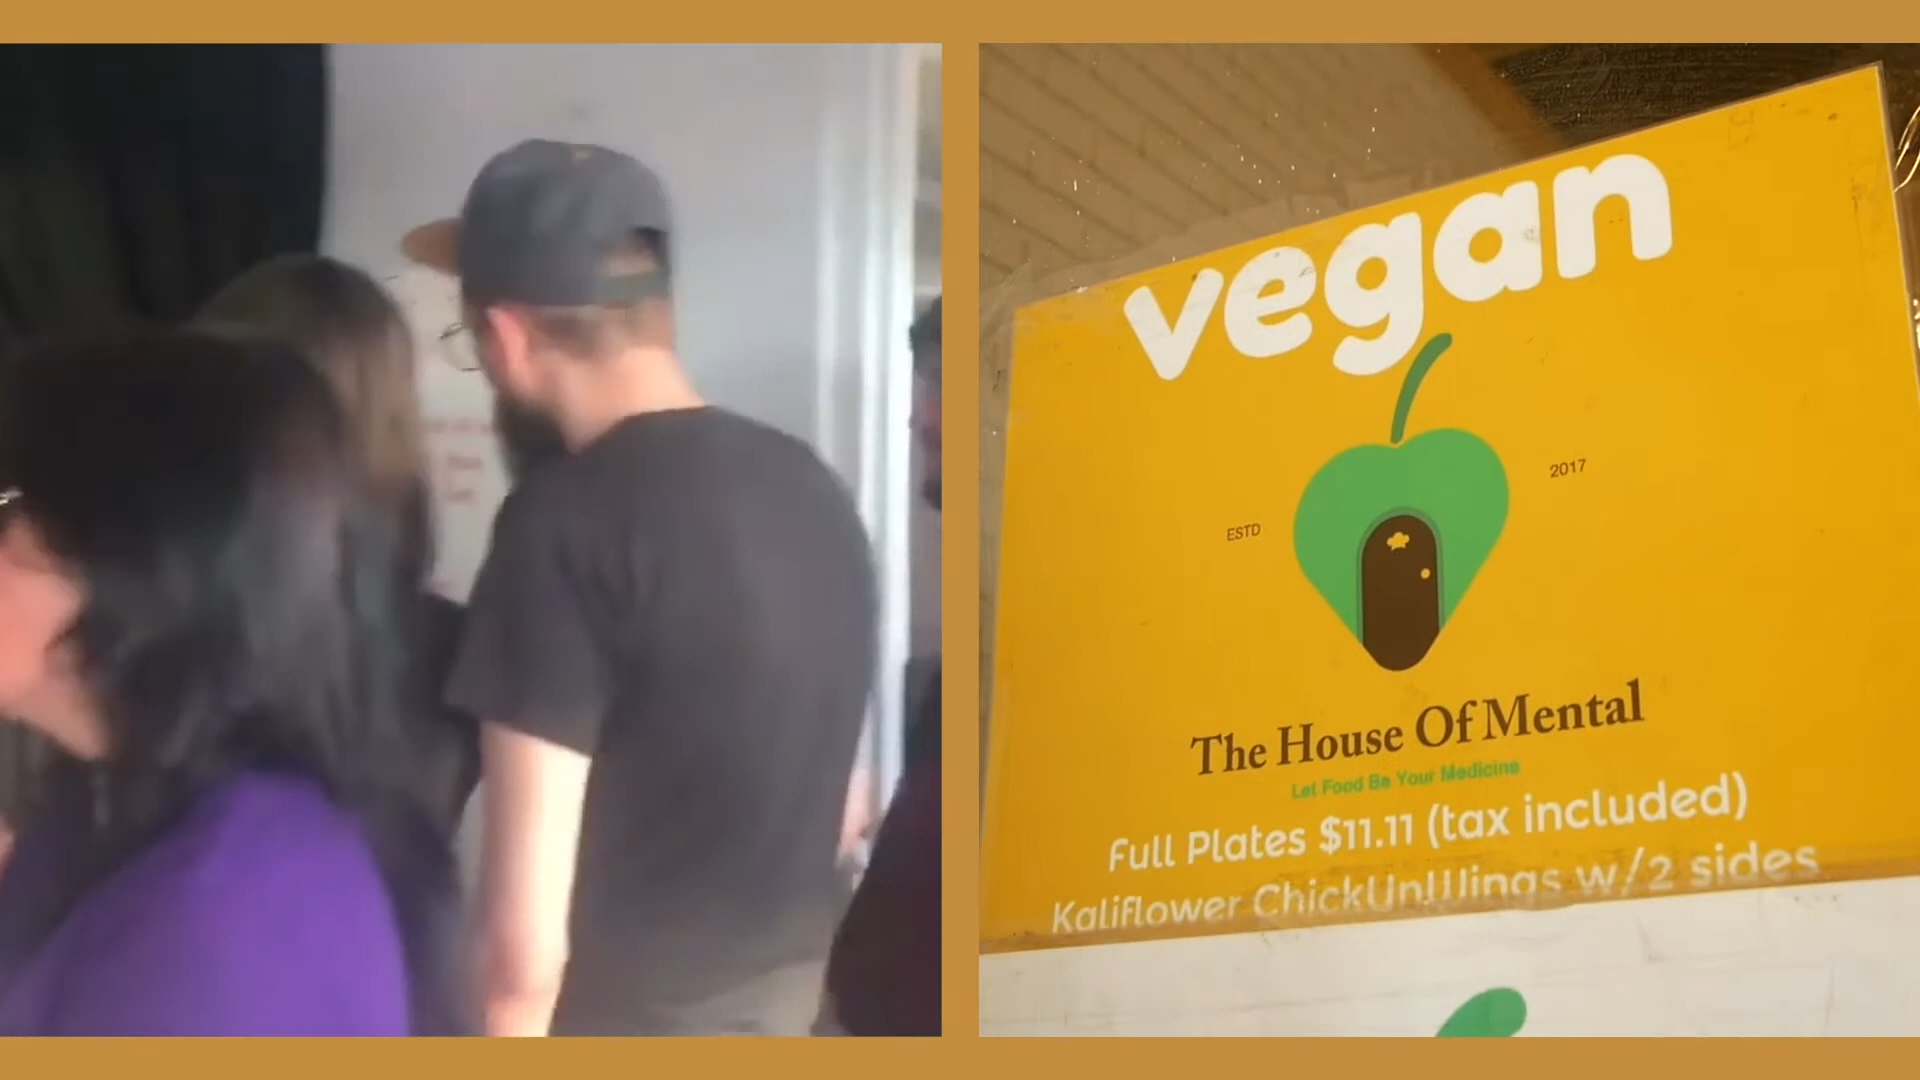 vegan
ESTD 2017
The House Of Mental
Let Food Be Your Medicine
Full Plates $11.11 (tax included)
Kaliflower ChickUnWings w/2 sides